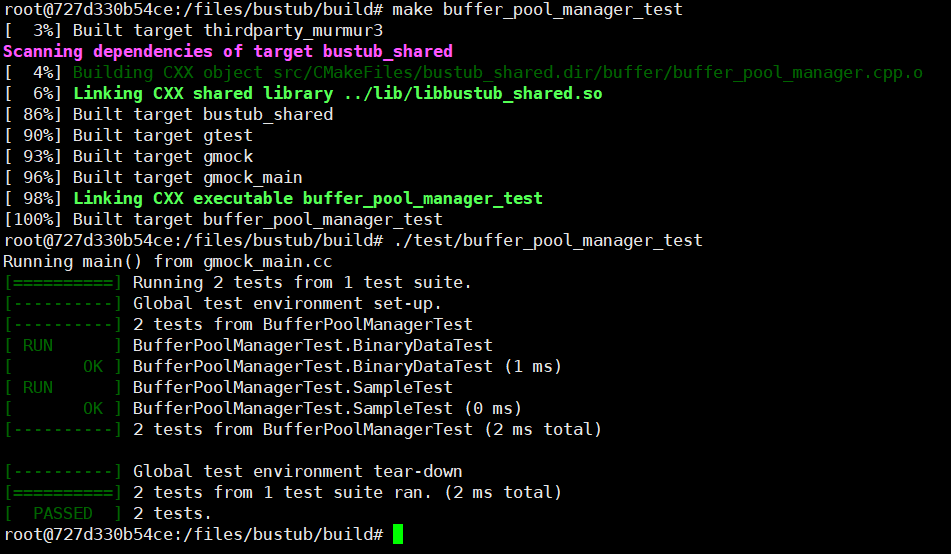 root@727d330b54ce:/files/bustub/build# make buffer_pool_manager_test
[  3%] Built target thirdparty_murmur3
Scanning dependencies of target bustub_shared
[  4%] Building CXX object src/CMakeFiles/bustub_shared.dir/buffer/buffer_pool_manager.cpp.o
[  6%] Linking CXX shared library ../lib/libbustub_shared.so
[ 86%] Built target bustub_shared
[ 90%] Built target gtest
[ 93%] Built target gmock
[ 96%] Built target gmock_main
[ 98%] Linking CXX executable buffer_pool_manager_test
[100%] Built target buffer_pool_manager_test
root@727d330b54ce:/files/bustub/build# ./test/buffer_pool_manager_test
Running main() from gmock_main.cc
[==========] Running 2 tests from 1 test suite.
[----------] Global test environment set-up.
[----------] 2 tests from BufferPoolManagerTest
[ RUN      ] BufferPoolManagerTest.BinaryDataTest
[       OK ] BufferPoolManagerTest.BinaryDataTest (1 ms)
[ RUN      ] BufferPoolManagerTest.SampleTest
[       OK ] BufferPoolManagerTest.SampleTest (0 ms)
[----------] 2 tests from BufferPoolManagerTest (2 ms total)

[----------] Global test environment tear-down
[==========] 2 tests from 1 test suite ran. (2 ms total)
[  PASSED  ] 2 tests.
root@727d330b54ce:/files/bustub/build#